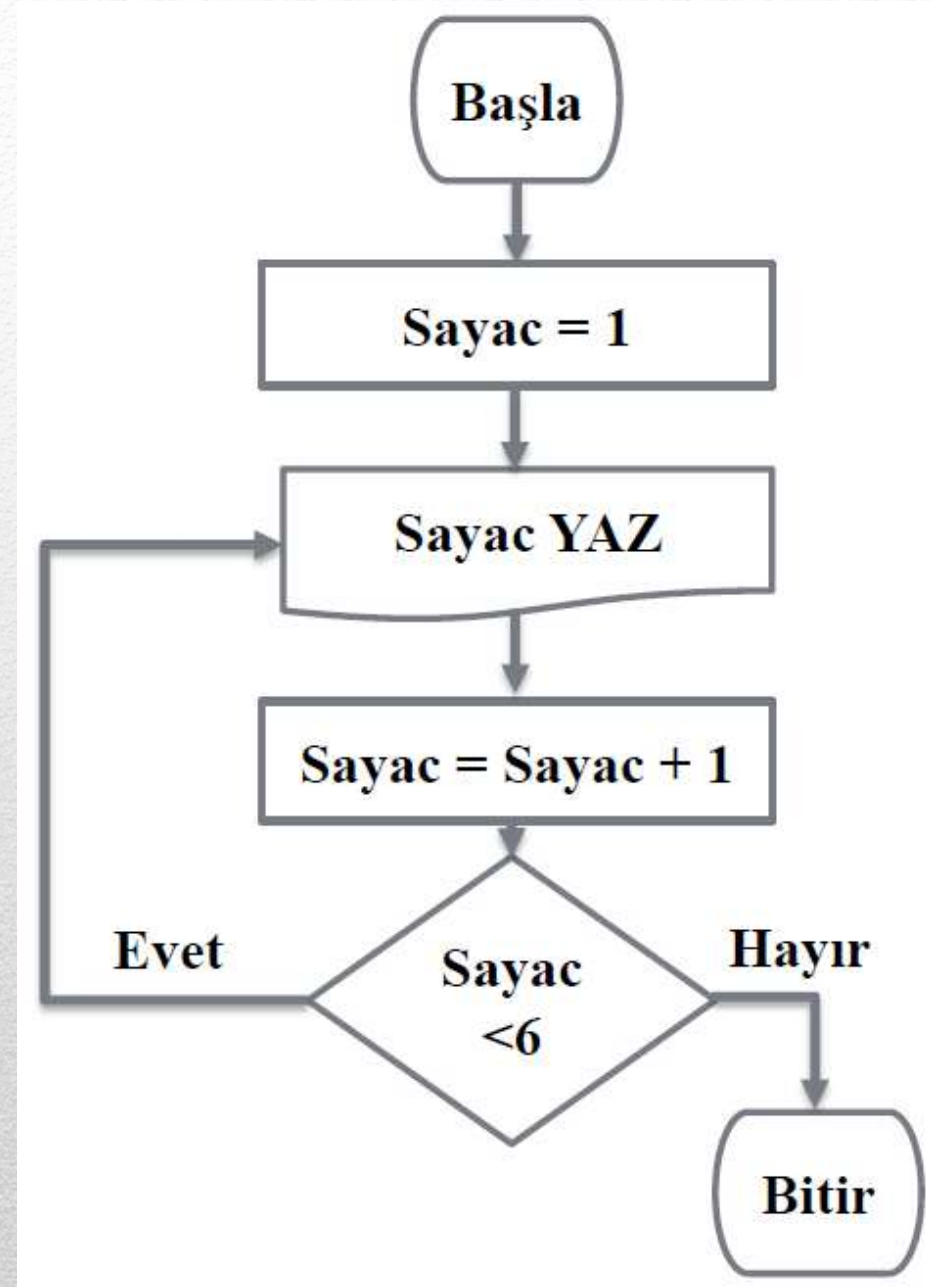 Başla
Sayac = 1
Sayac YAZ
Sayac = Sayac + 1
Evet
Sayac
<6
Hayır
Bitir